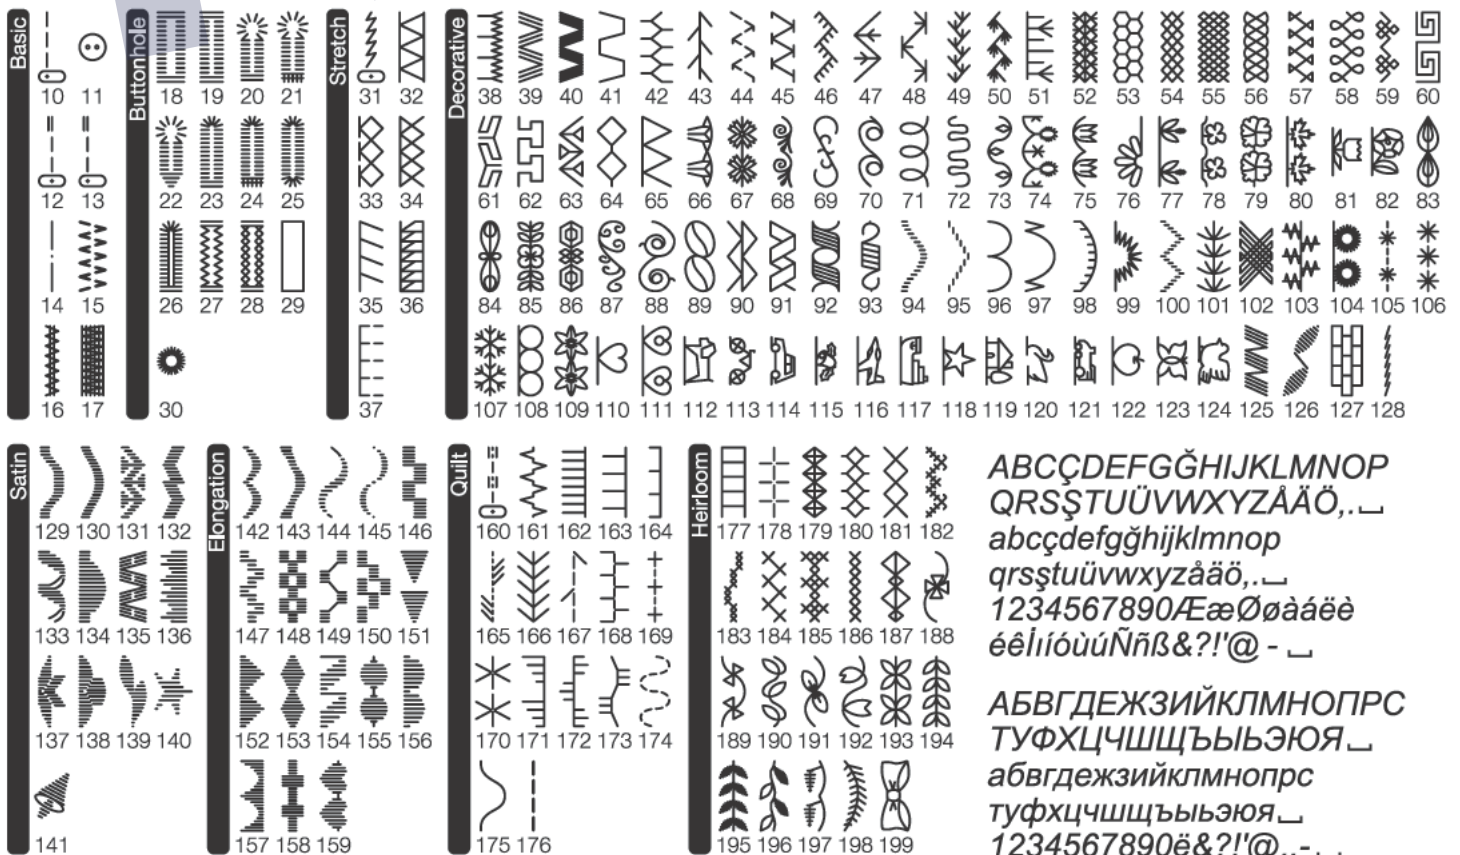 Basic
10 11
12 13
14 15
16 17
Buttonhole
18 19 20 21
22 23 24 25
26 27 28 29
30
Stretch
31 32
33 34
35 36
37
Decorative
38 39 40 41 42 43 44 45 46 47 48 49 50 51 52 53 54 55 56 57 58 59 60
61 62 63 64 65 66 67 68 69 70 71 72 73 74 75 76 77 78 79 80 81 82 83
84 85 86 87 88 89 90 91 92 93 94 95 96 97 98 99 100 101 102 103 104 105 106
107 108 109 110 111 112 113 114 115 116 117 118 119 120 121 122 123 124 125 126 127 128
Satin
129 130 131 132
133 134 135 136
137 138 139 140
141
Elongation
142 143 144 145 146
147 148 149 150 151
152 153 154 155 156
157 158 159
Quilt
160 161 162 163 164
165 166 167 168 169
170 171 172 173 174
175 176
Heirloom
177 178 179 180 181 182
183 184 185 186 187 188
189 190 191 192 193 194
195 196 197 198 199
ABCÇDEFGĞHIJKLMNOP
QRSŞTUÜVWXYZÅÄÖ,.⎵
abcçdefgğhijklmnop
qrsştuüvwxyzåäö,.⎵
1234567890ÆæØøàáëè
éêİıíóùúÑñß&?!'@ - ⎵
АБВГДЕЖЗИЙКЛМНОПРС
ТУФХЦЧШЩЪЫЬЭЮЯ⎵
абвгдежзийклмнопрс
туфхцчшщъыьэюя⎵
1234567890ё&?!'@,.-